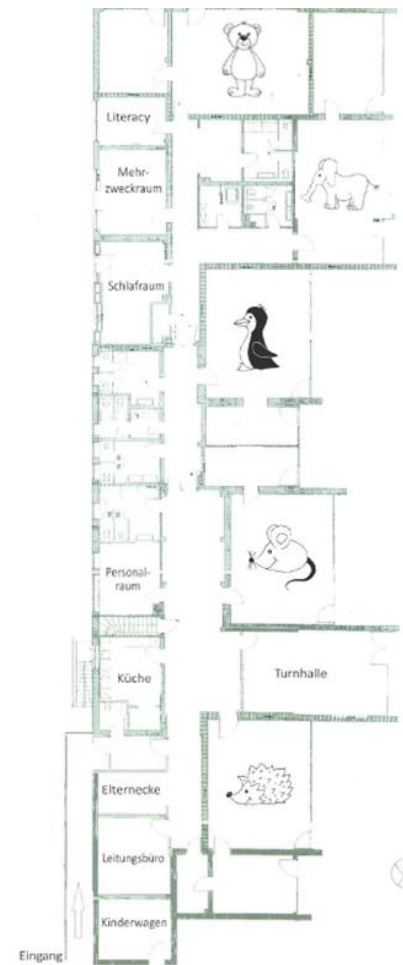 Literacy
Mehr-
zweckraum
Schlafraum
Personal-
raum
Küche
Turnhalle
Elternecke
Leitungsbüro
Kinderwagen
Eingang